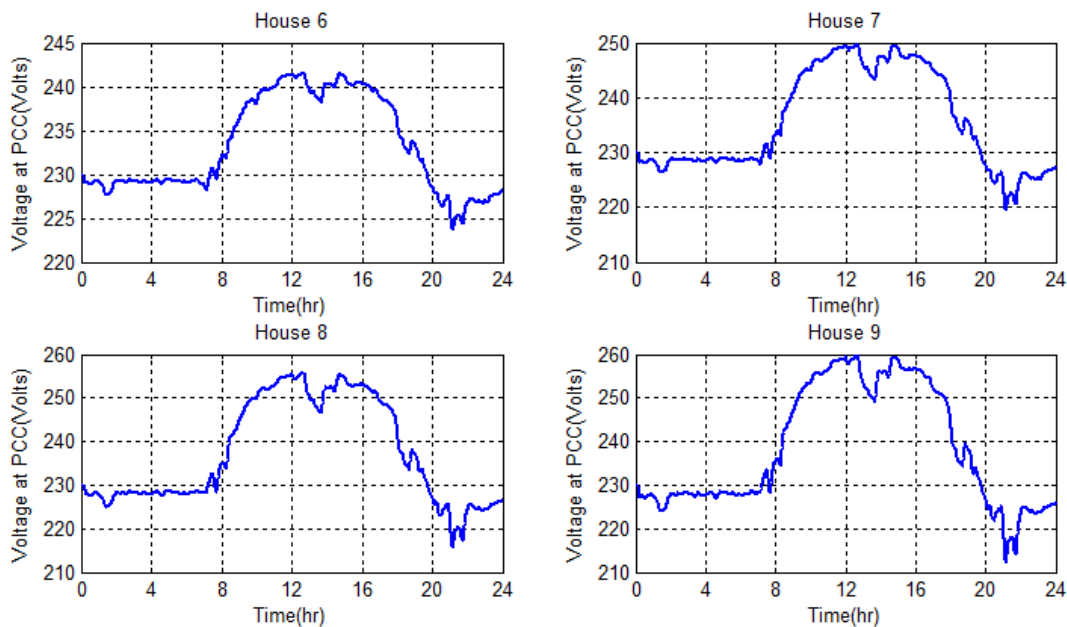 House 6
Voltage at PCC(Volts)
245
240
235
230
225
220
0 4 8 12 16 20 24
Time(hr)
House 7
Voltage at PCC(Volts)
250
240
230
220
210
0 4 8 12 16 20 24
Time(hr)
House 8
Voltage at PCC(Volts)
260
250
240
230
220
210
0 4 8 12 16 20 24
Time(hr)
House 9
Voltage at PCC(Volts)
260
250
240
230
220
210
0 4 8 12 16 20 24
Time(hr)